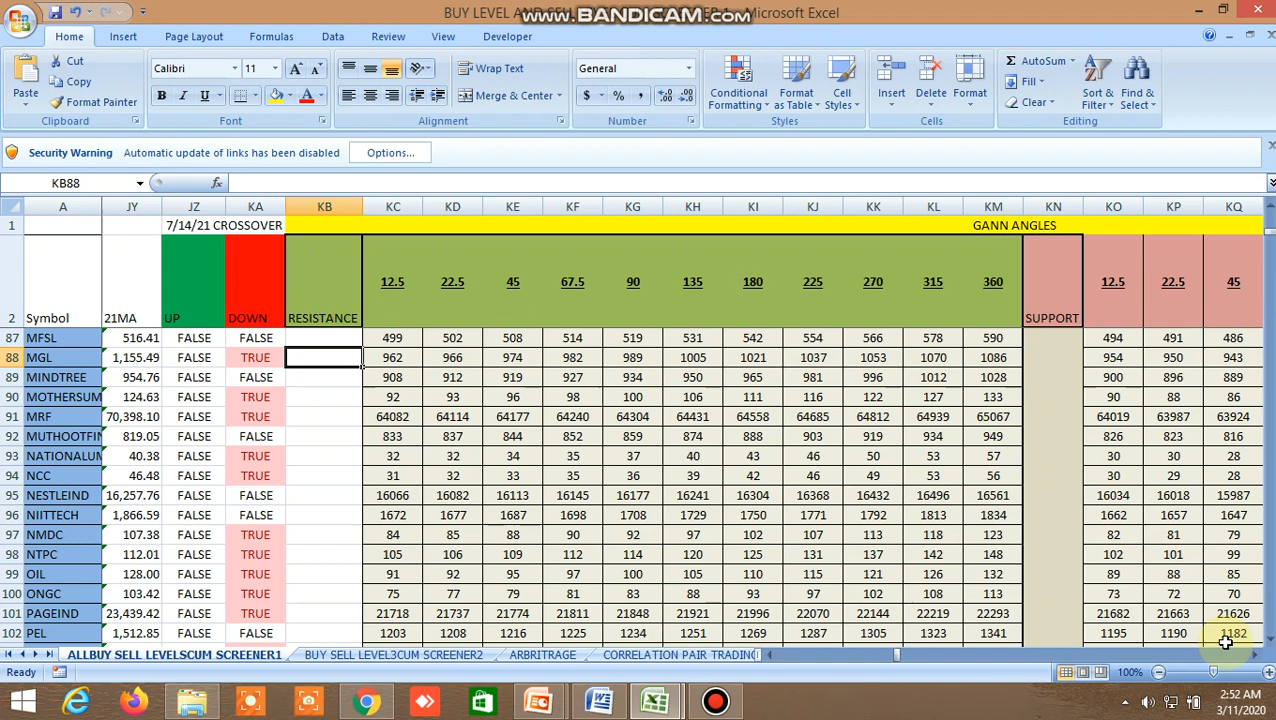 BUY LEVEL AND S WWW.BANDICAM.COM Microsoft Excel
Home Insert Page Layout Formulas Data Review View Developer
Cut Calibri 11 Wrap Text General AutoSum
Paste Copy Fill
Format Painter B I U Merge & Center $ % , Conditional Formatting Format as Table Cell Styles Insert Delete Format Clear Sort & Filter Find & Select
Clipboard Font Alignment Number Styles Cells Editing
Security Warning Automatic update of links has been disabled Options...
KB88 fx
A JY JZ KA KB KC KD KE KF KG KH KI KJ KK KL KM KN KO KP KQ
1 7/14/21 CROSSOVER GANN ANGLES
12.5 22.5 45 67.5 90 135 180 225 270 315 360 12.5 22.5 45
2 Symbol 21MA UP DOWN RESISTANCE SUPPORT
87 MFSL 516.41 FALSE FALSE 499 502 508 514 519 531 542 554 566 578 590 494 491 486
88 MGL 1,155.49 FALSE TRUE 962 966 974 982 989 1005 1021 1037 1053 1070 1086 954 950 943
89 MINDTREE 954.76 FALSE FALSE 908 912 919 927 934 950 965 981 996 1012 1028 900 896 889
90 MOTHERSUM 124.63 FALSE TRUE 92 93 96 98 100 106 111 116 122 127 133 90 88 86
91 MRF 70,398.10 FALSE TRUE 64082 64114 64177 64240 64304 64431 64558 64685 64812 64939 65067 64019 63987 63924
92 MUTHOOTFIN 819.05 FALSE FALSE 833 837 844 852 859 874 888 903 919 934 949 826 823 816
93 NATIONALUM 40.38 FALSE TRUE 32 32 34 35 37 40 43 46 50 53 57 30 30 28
94 NCC 46.48 FALSE TRUE 31 32 33 35 36 39 42 46 49 53 56 30 29 28
95 NESTLEIND 16,257.76 FALSE FALSE 16066 16082 16113 16145 16177 16241 16304 16368 16432 16496 16561 16034 16018 15987
96 NIITTECH 1,866.59 FALSE FALSE 1672 1677 1687 1698 1708 1729 1750 1771 1792 1813 1834 1662 1657 1647
97 NMDC 107.38 FALSE TRUE 84 85 88 90 92 97 102 107 113 118 123 82 81 79
98 NTPC 112.01 FALSE TRUE 105 106 109 112 114 120 125 131 137 142 148 102 101 99
99 OIL 128.00 FALSE TRUE 91 92 95 97 100 105 110 115 121 126 132 89 88 85
100 ONGC 103.42 FALSE TRUE 75 77 79 81 83 88 93 97 102 108 113 73 72 70
101 PAGEIND 23,439.42 FALSE TRUE 21718 21737 21774 21811 21848 21921 21996 22070 22144 22219 22293 21682 21663 21626
102 PEL 1,512.85 FALSE FALSE 1203 1208 1216 1225 1234 1251 1269 1287 1305 1323 1341 1195 1190 1182
ALLBUY SELL LEVELSCUM SCREENER1 BUY SELL LEVEL3CUM SCREENER2 ARBITRAGE CORRELATION PAIR TRADING
Ready 100%
2:52 AM
3/11/2020